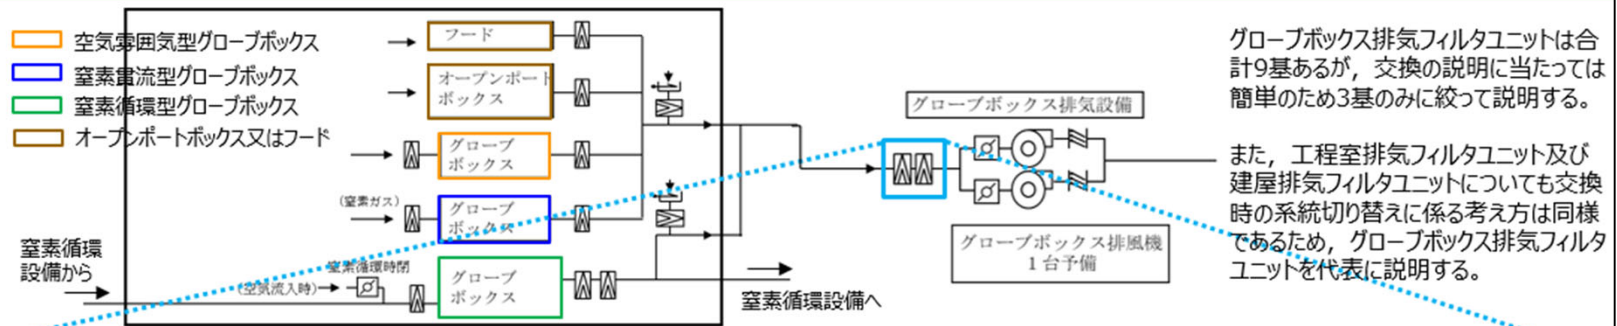 空気雰囲気型グローブボックス
窒素貫流型グローブボックス
窒素循環型グローブボックス
オープンポートボックス又はフード
フード
オープンポート
ボックス
グローブ
ボックス
(窒素ガス)
グローブ
ボックス
窒素循環
設備から
窒素循環時閉
(空気流入時)
グローブ
ボックス
窒素循環設備へ
グローブボックス排気設備
グローブボックス排風機
1台予備
グローブボックス排気フィルタユニットは合
計9基あるが，交換の説明に当たっては
簡単のため3基のみに絞って説明する。
また，工程室排気フィルタユニット及び
建屋排気フィルタユニットについても交換
時の系統切り替えに係る考え方は同様
であるため，グローブボックス排気フィルタ
ユニットを代表に説明する。